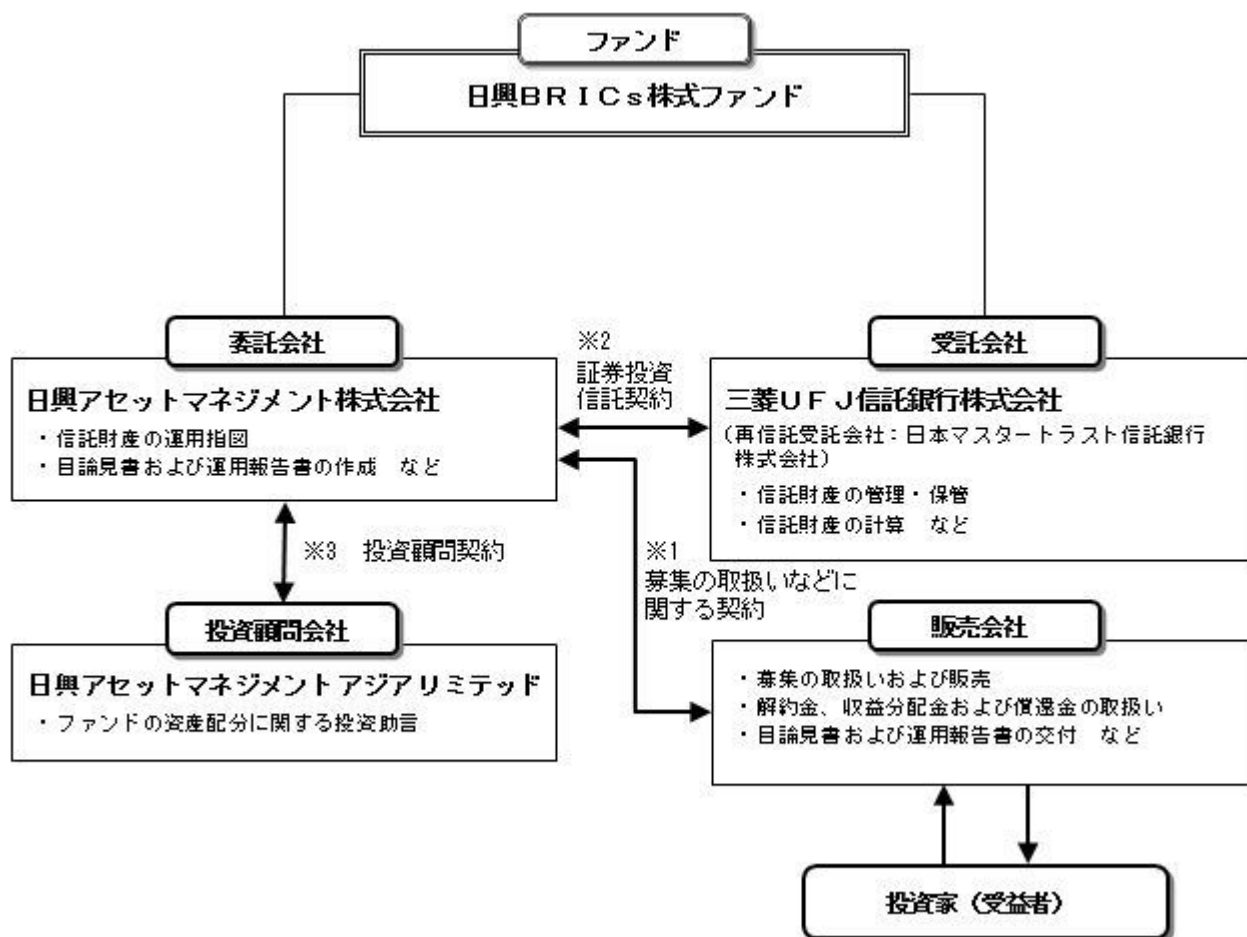 ファンド
日興ＢＲＩＣｓ株式ファンド
委託会社
日興アセットマネジメント株式会社
・信託財産の運用指図
・目論見書および運用報告書の作成　など
※2
証券投資
信託契約
受託会社
三菱ＵＦＪ信託銀行株式会社
（再信託受託会社：日本マスタートラスト信託銀行
株式会社）
・信託財産の管理・保管
・信託財産の計算　など
※3　投資顧問契約
※1
募集の取扱いなどに
関する契約
投資顧問会社
日興アセットマネジメント アジア リミテッド
・ファンドの資産配分に関する投資助言
販売会社
・募集の取扱いおよび販売
・解約金、収益分配金および償還金の取扱い
・目論見書および運用報告書の交付　など
投資家（受益者）